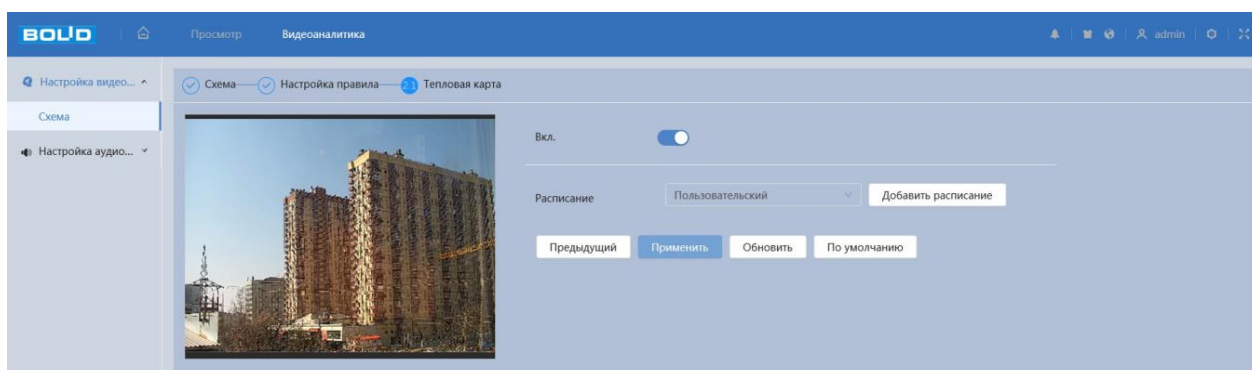 BOLID Просмотр Видеоаналитика admin
Настройка видео... Схема Настройка правила 2.1 Тепловая карта
Схема
Настройка аудио...
Вкл.
Расписание Пользовательский Добавить расписание
Предыдущий Применить Обновить По умолчанию